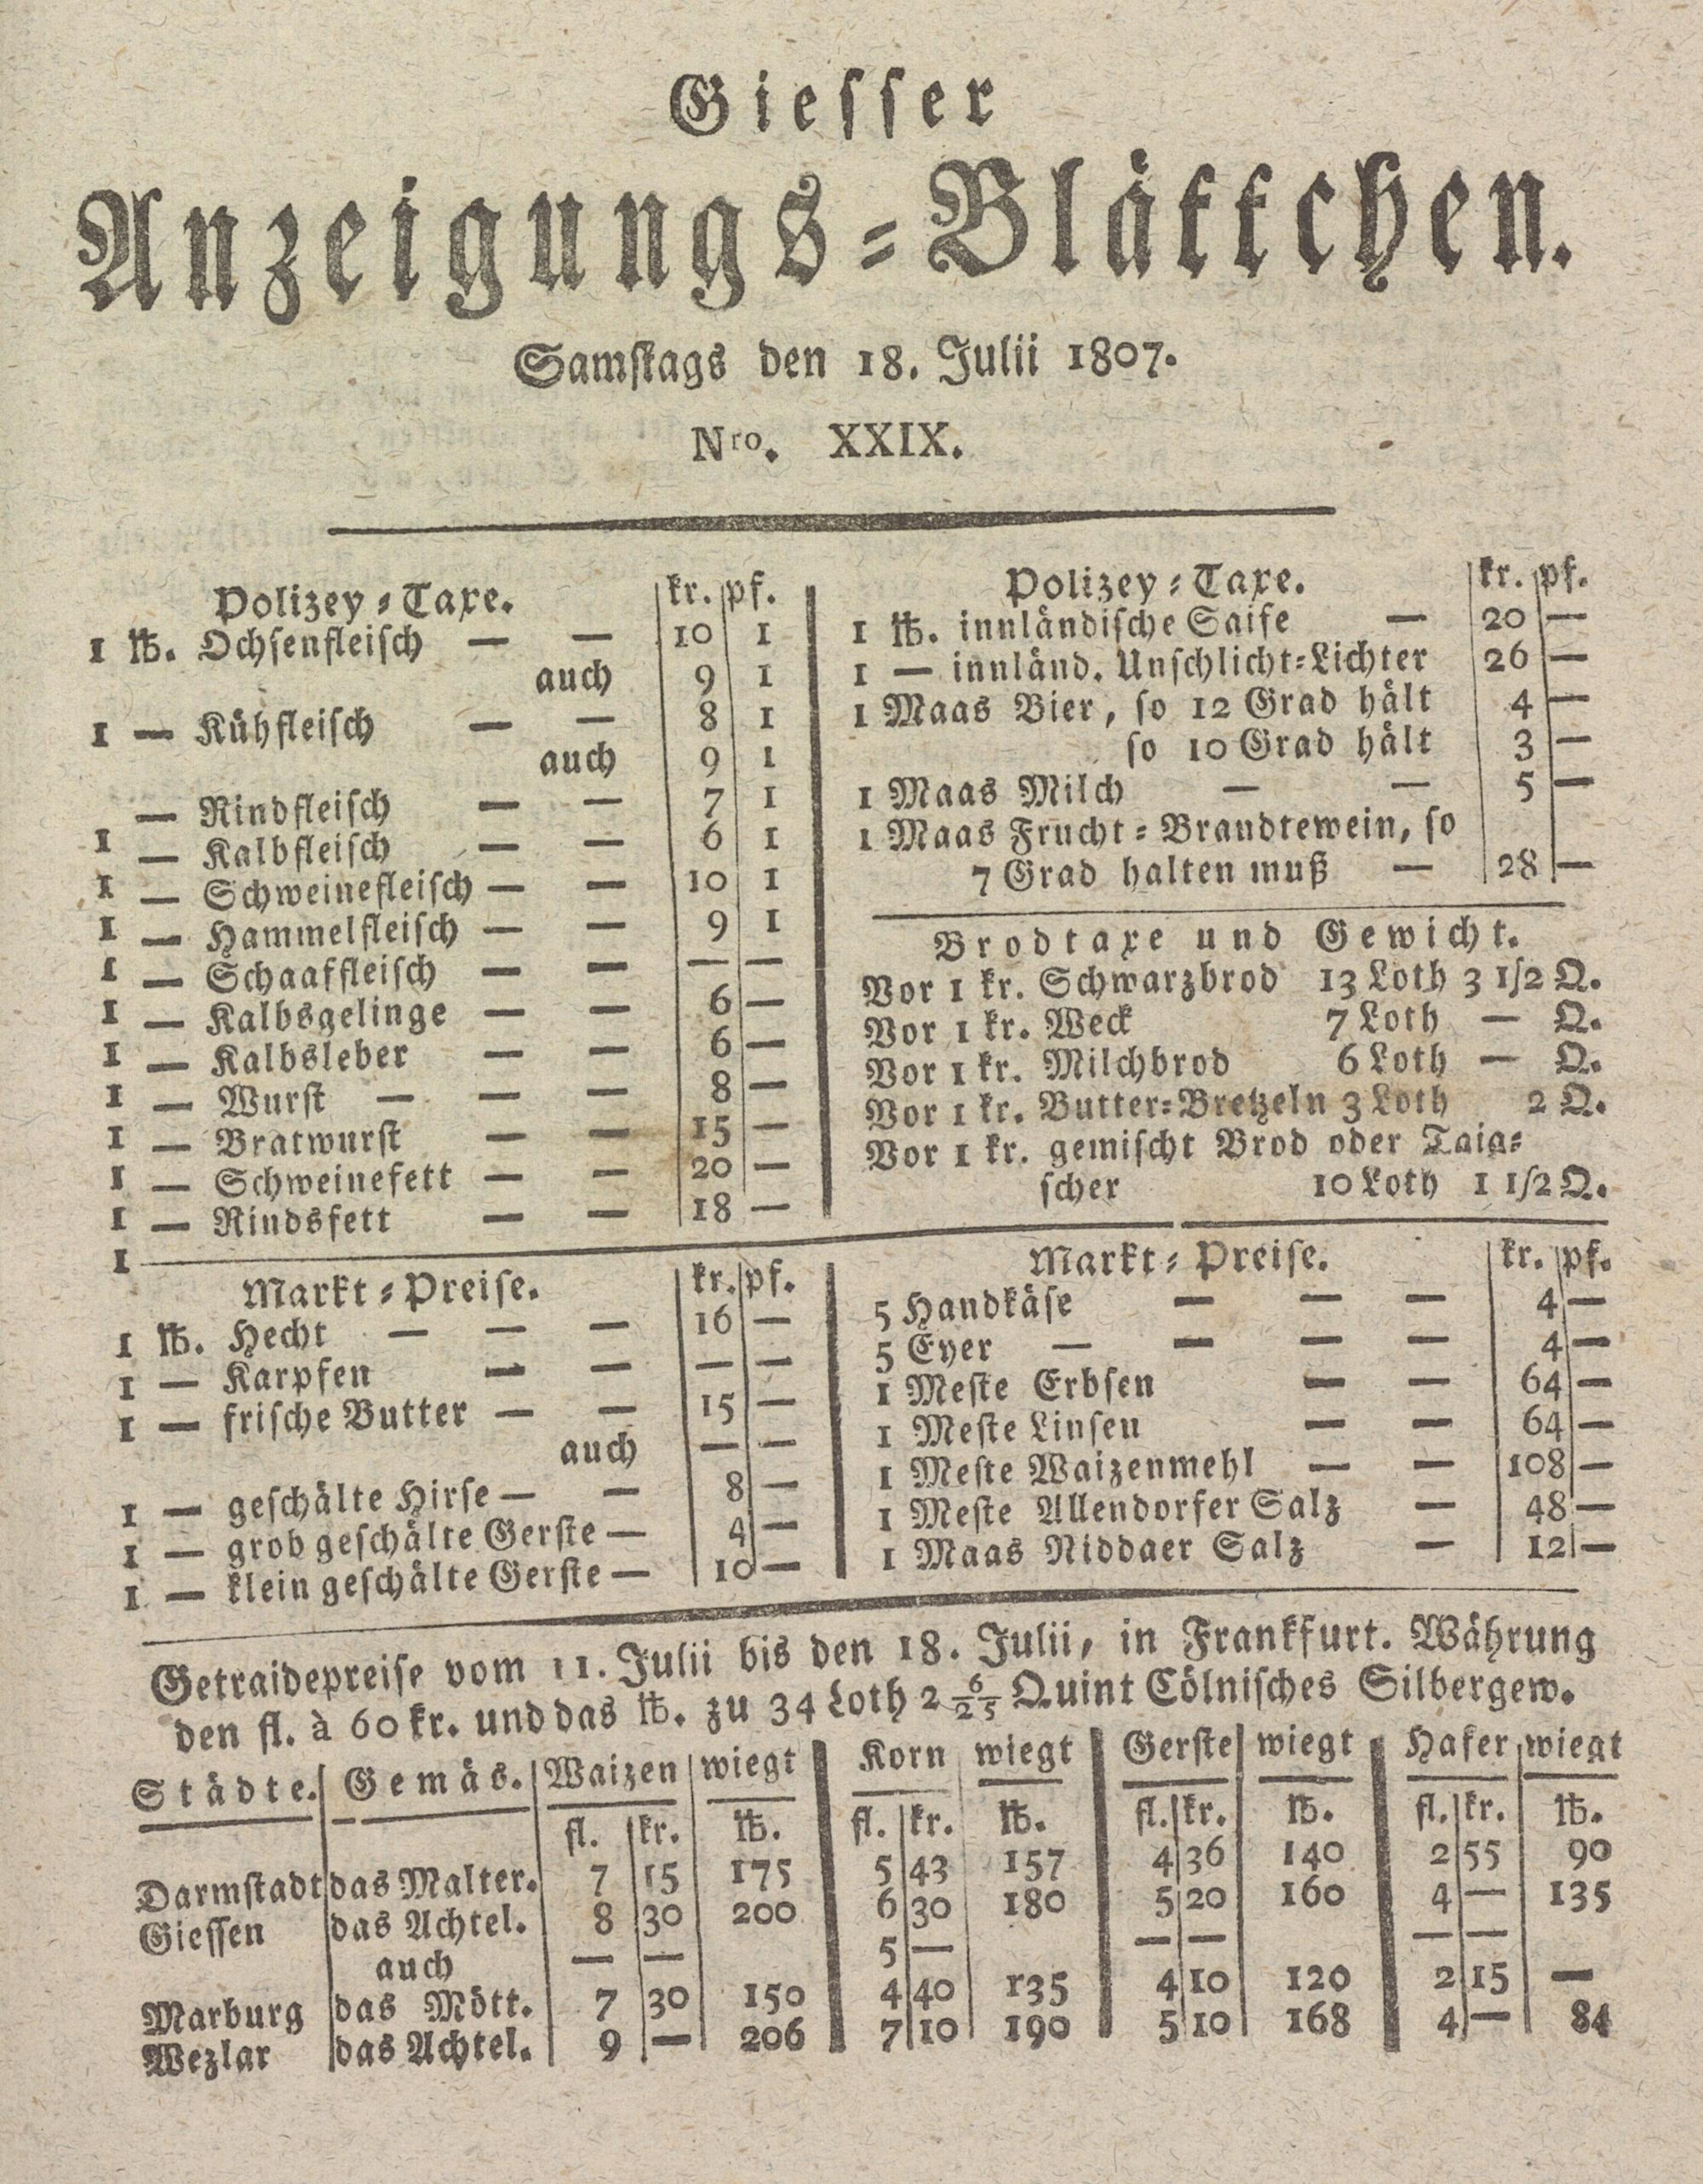 Giesser
Anzeigungs-Blättchen.
Samstags den 18. Julii 1807.
Nro. XXIX.
Polizey-Taxe. kr. pf.
1 ℔. Ochsenfleisch — — 10 1
auch 9 1
1 — Kühfleisch — — 8 1
auch 9 1
— Rindfleisch — — 7 1
1 — Kalbfleisch — — 6 1
1 — Schweinefleisch — — 10 1
1 — Hammelfleisch — — 9 1
1 — Schaaffleisch — — — —
1 — Kalbsgelinge — — 6 —
1 — Kalbsleber — — 6 —
1 — Wurst — — — 8 —
1 — Bratwurst — — 15 —
1 — Schweinefett — — 20 —
1 — Rindsfett — — 18 —
1
Polizey-Taxe. kr. pf.
1 ℔. innländische Saife — 20 —
1 — innländ. Unschlicht-Lichter 26 —
1 Maas Bier, so 12 Grad hält 4 —
so 10 Grad hält 3 —
1 Maas Milch — — 5 —
1 Maas Frucht-Brandtewein, so
7 Grad halten muß — 28 —
Brodtaxe und Gewicht.
Vor 1 kr. Schwarzbrod 13 Loth 3 1/2 Q.
Vor 1 kr. Weck 7 Loth — Q.
Vor 1 kr. Milchbrod 6 Loth — Q.
Vor 1 kr. Butter-Bretzeln 3 Loth 2 Q.
Vor 1 kr. gemischt Brod oder Taig-
scher 10 Loth 1 1/2 Q.
Markt-Preise. kr. pf.
1 ℔. Hecht — — — 16 —
1 — Karpfen — — — —
1 — frische Butter — — 15 —
auch — —
1 — geschälte Hirse — — 8 —
1 — grob geschälte Gerste — 4 —
1 — klein geschälte Gerste — 10 —
Markt-Preise. kr. pf.
5 Handkäse — — — 4 —
5 Eyer — — — — 4 —
1 Meste Erbsen — — 64 —
1 Meste Linsen — — 64 —
1 Meste Waizenmehl — — 108 —
1 Meste Allendorfer Salz — 48 —
1 Maas Niddaer Salz — 12 —
Getraidepreise vom 11. Julii bis den 18. Julii, in Frankfurt. Währung
den fl. à 60 kr. und das ℔. zu 34 Loth 2 6/25 Quint Cölnisches Silbergew.
Städte. Gemäs. Waizen wiegt Korn wiegt Gerste wiegt Hafer wiegt
fl. kr. ℔. fl. kr. ℔. fl. kr. ℔. fl. kr. ℔.
Darmstadt das Malter. 7 15 175 5 43 157 4 36 140 2 55 90
Giessen das Achtel. 8 30 200 6 30 180 5 20 160 4 — 135
auch — — 5 — — — — —
Marburg das Mött. 7 30 150 4 40 135 4 10 120 2 15 —
Wezlar das Achtel. 9 — 206 7 10 190 5 10 168 4 — 84